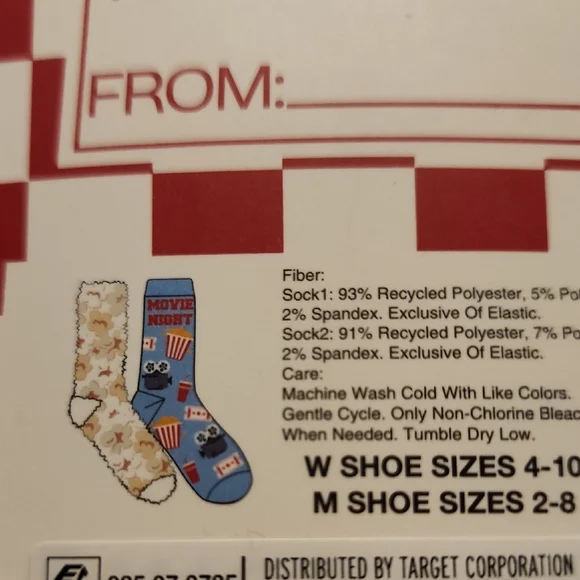 FROM:
MOVIE
NIGHT
Fiber:
Sock1: 93% Recycled Polyester, 5% Pol
2% Spandex. Exclusive Of Elastic.
Sock2: 91% Recycled Polyester, 7% Po
2% Spandex. Exclusive Of Elastic.
Care:
Machine Wash Cold With Like Colors.
Gentle Cycle. Only Non-Chlorine Bleac
When Needed. Tumble Dry Low.
W SHOE SIZES 4-10
M SHOE SIZES 2-8
DISTRIBUTED BY TARGET CORPORATION